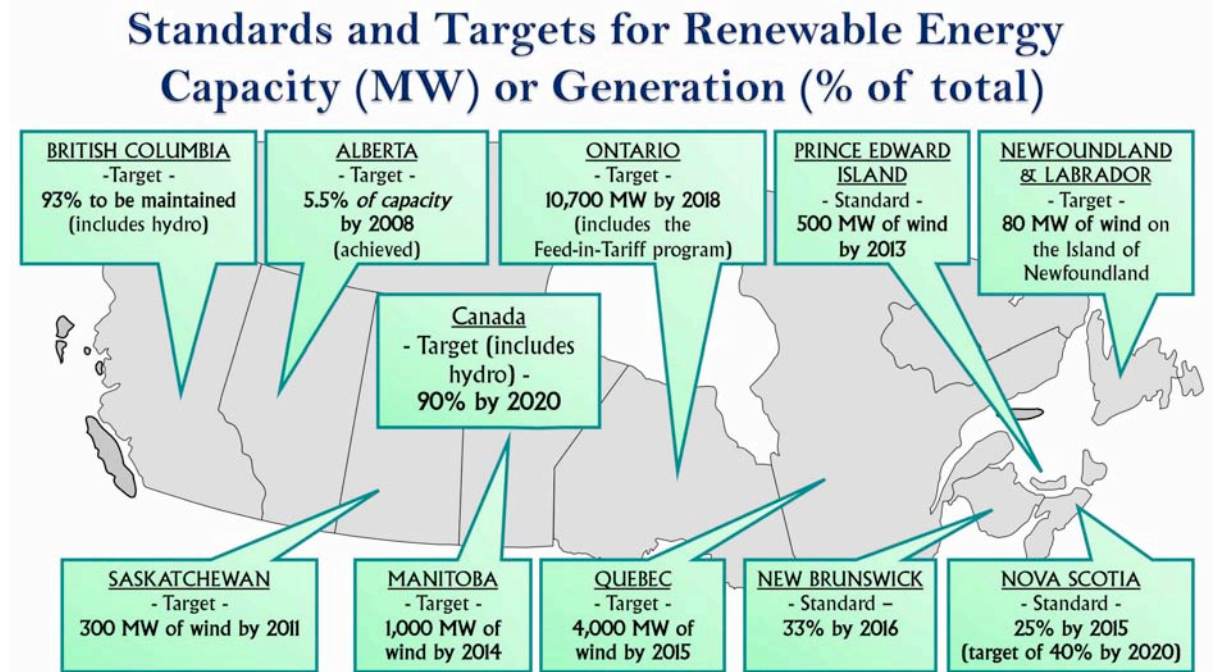 Standards and Targets for Renewable Energy
Capacity (MW) or Generation (% of total)
BRITISH COLUMBIA
-Target -
93% to be maintained
(includes hydro)
ALBERTA
- Target -
5.5% of capacity
by 2008
(achieved)
ONTARIO
- Target -
10,700 MW by 2018
(includes the
Feed-in-Tariff program)
PRINCE EDWARD
ISLAND
- Standard -
500 MW of wind
by 2013
NEWFOUNDLAND
& LABRADOR
- Target -
80 MW of wind on
the Island of
Newfoundland
Canada
- Target (includes
hydro) -
90% by 2020
SASKATCHEWAN
- Target -
300 MW of wind by 2011
MANITOBA
- Target -
1,000 MW of
wind by 2014
QUEBEC
- Target -
4,000 MW of
wind by 2015
NEW BRUNSWICK
- Standard –
33% by 2016
NOVA SCOTIA
- Standard -
25% by 2015
(target of 40% by 2020)